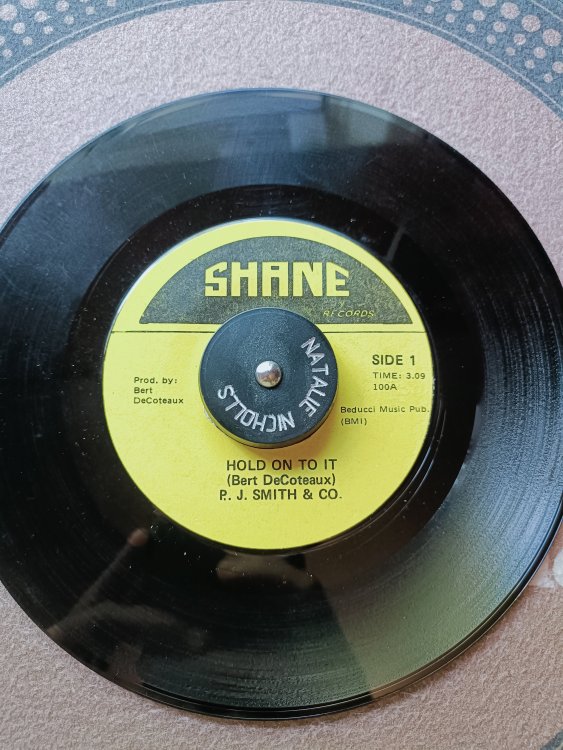 SHANE
RECORDS
SIDE 1
TIME: 3.09
100A
Prod. by:
Bert
DeCoteaux
Beducci Music Pub.
(BMI)
NATALIE NICHOLLS
HOLD ON TO IT
(Bert DeCoteaux)
P. J. SMITH & CO.